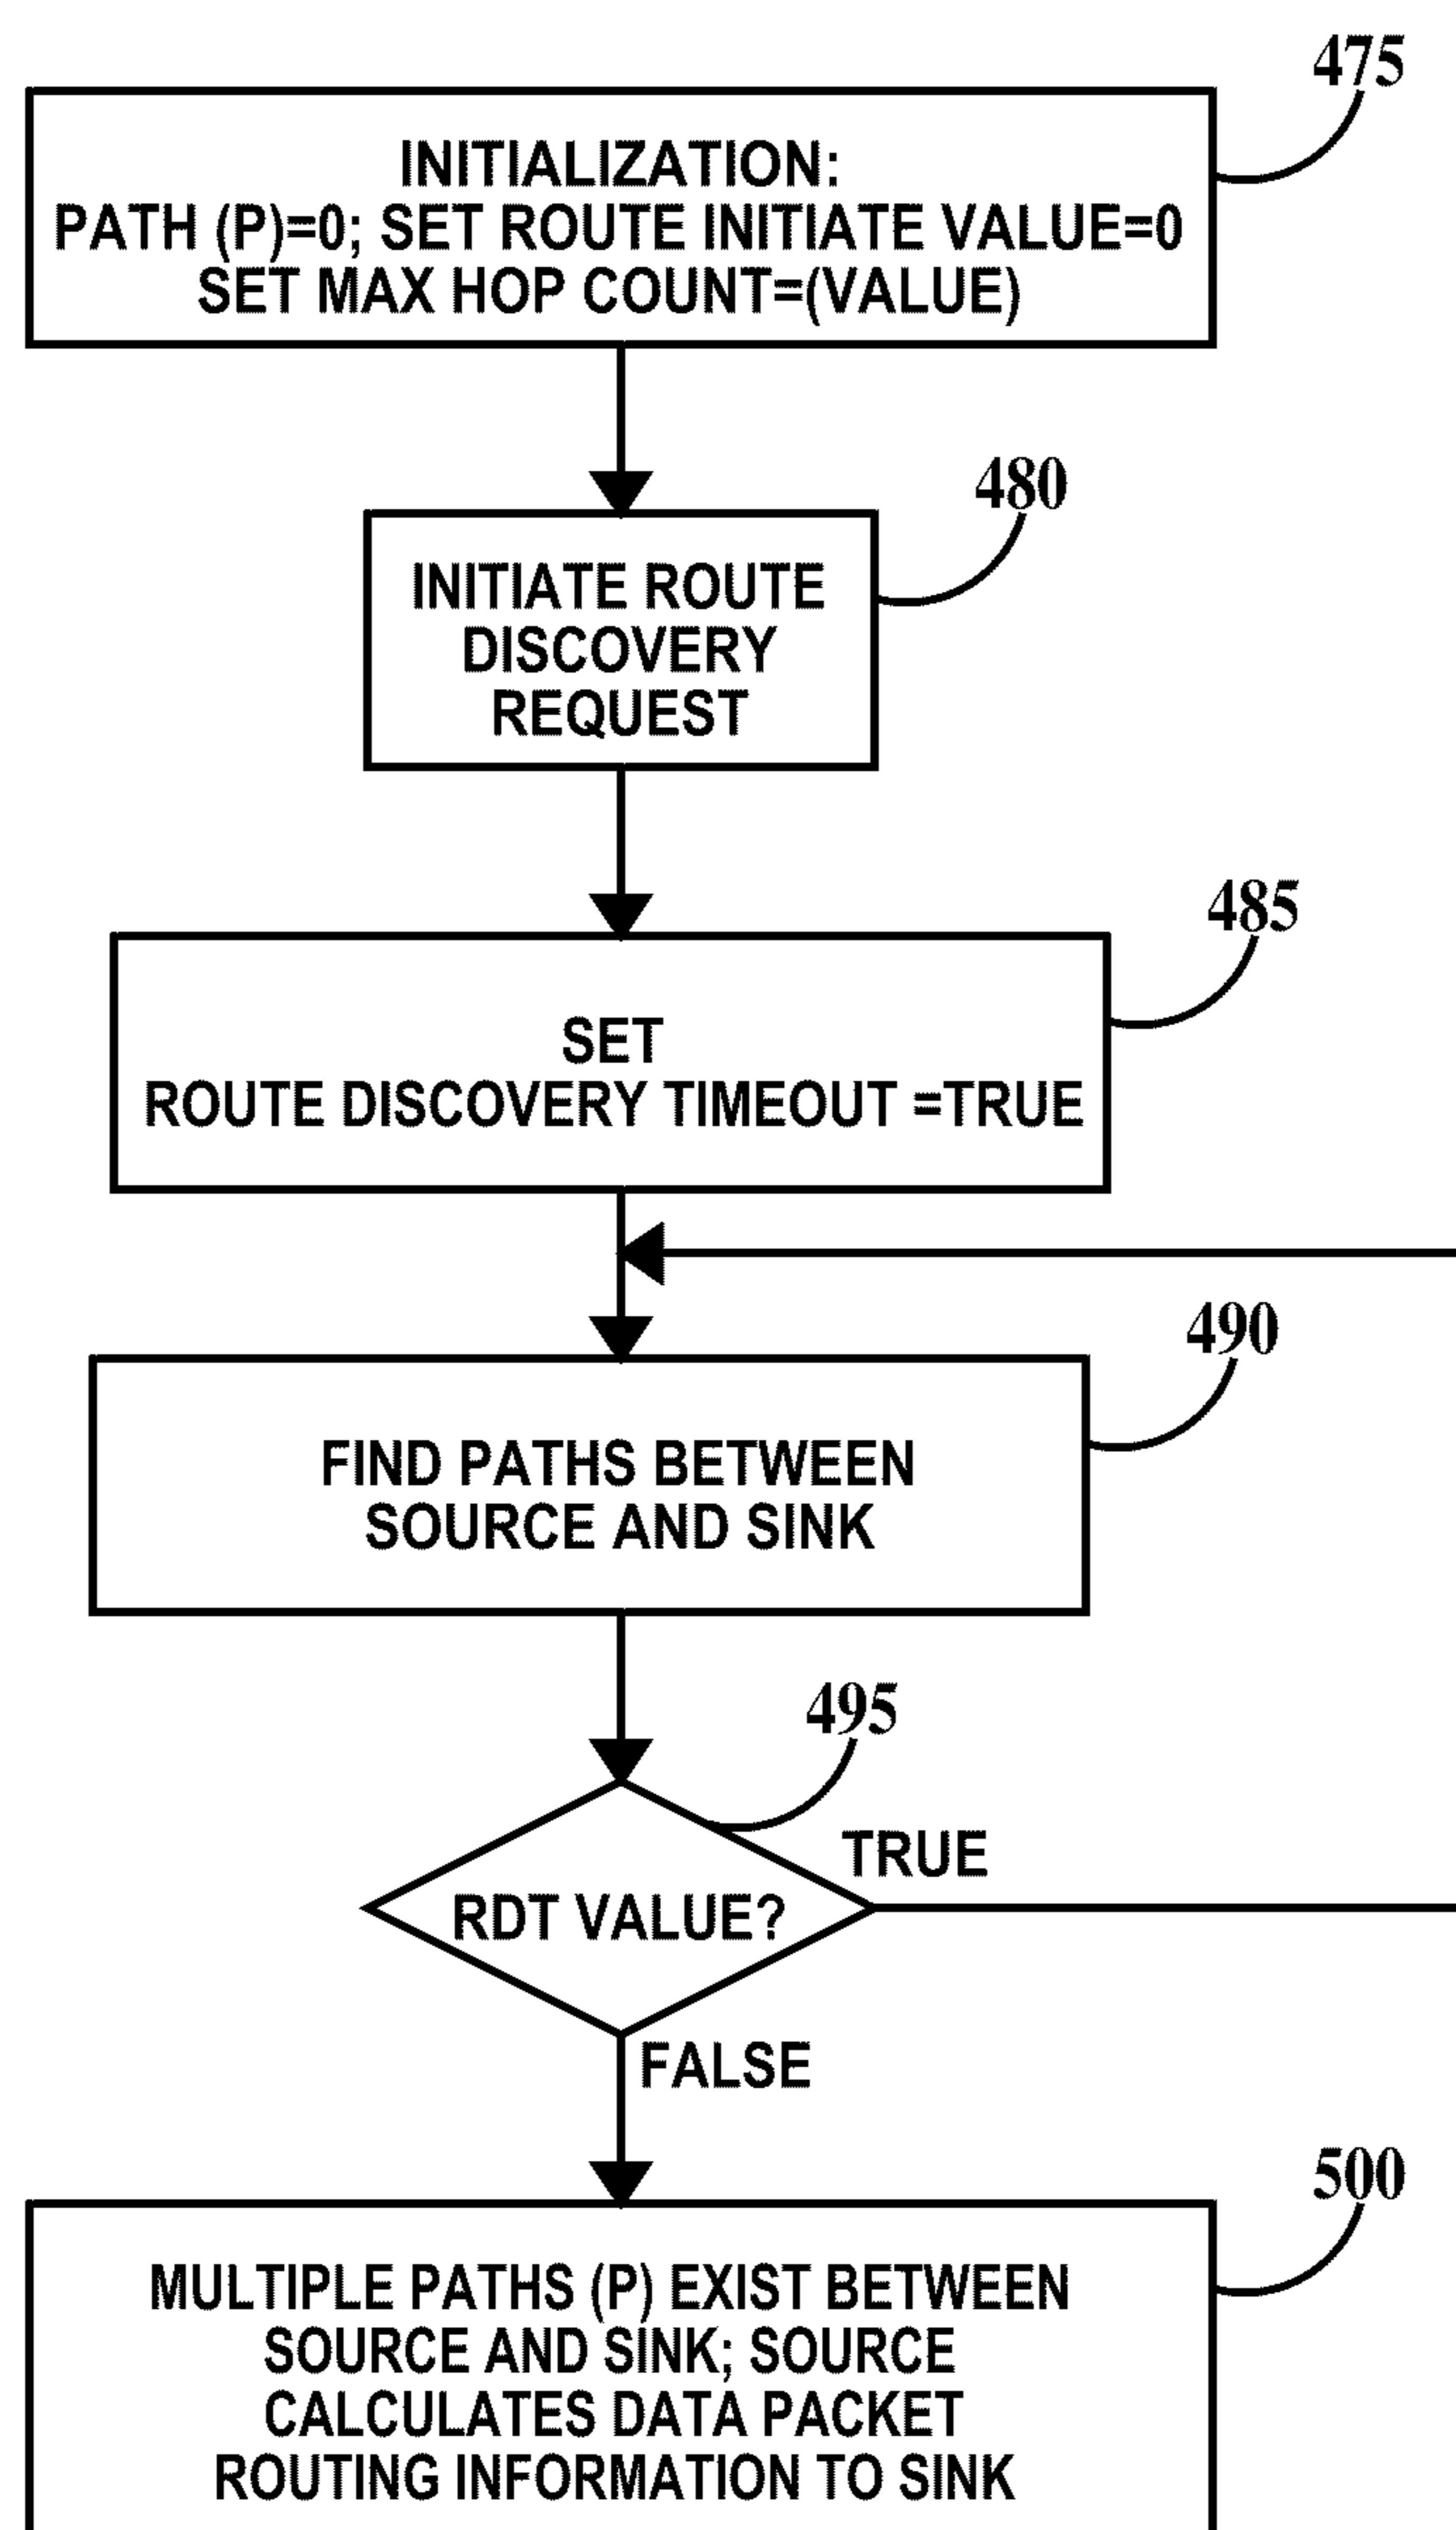 475
INITIALIZATION:
PATH (P)=0; SET ROUTE INITIATE VALUE=0
SET MAX HOP COUNT=(VALUE)
480
INITIATE ROUTE
DISCOVERY
REQUEST
485
SET
ROUTE DISCOVERY TIMEOUT =TRUE
490
FIND PATHS BETWEEN
SOURCE AND SINK
495
TRUE
RDT VALUE?
FALSE
500
MULTIPLE PATHS (P) EXIST BETWEEN
SOURCE AND SINK; SOURCE
CALCULATES DATA PACKET
ROUTING INFORMATION TO SINK